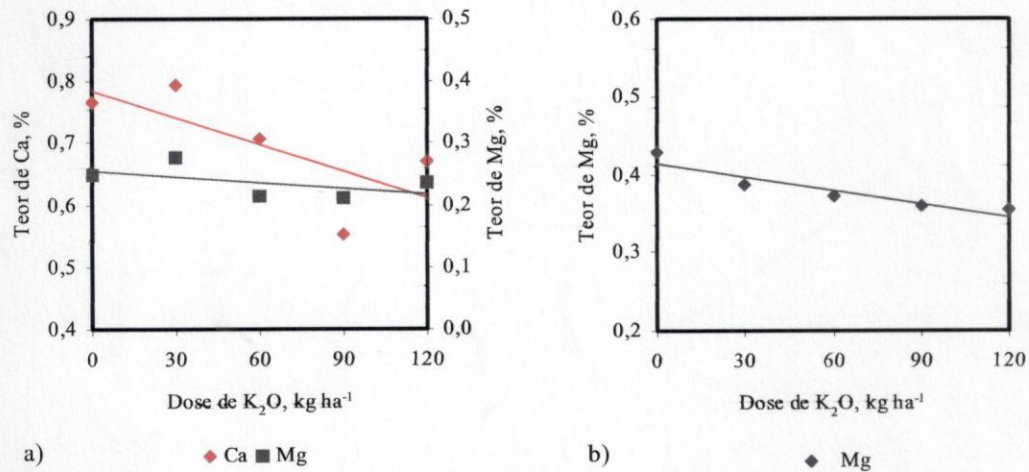 Teor de Ca, %
0,9
0,8
0,7
0,6
0,5
0,4
0,5
0,4
0,3
0,2
0,1
0,0
Teor de Mg, %
0 30 60 90 120
Dose de K₂O, kg ha⁻¹
a) Ca Mg
Teor de Mg, %
0,6
0,5
0,4
0,3
0,2
0 30 60 90 120
Dose de K₂O, kg ha⁻¹
b) Mg